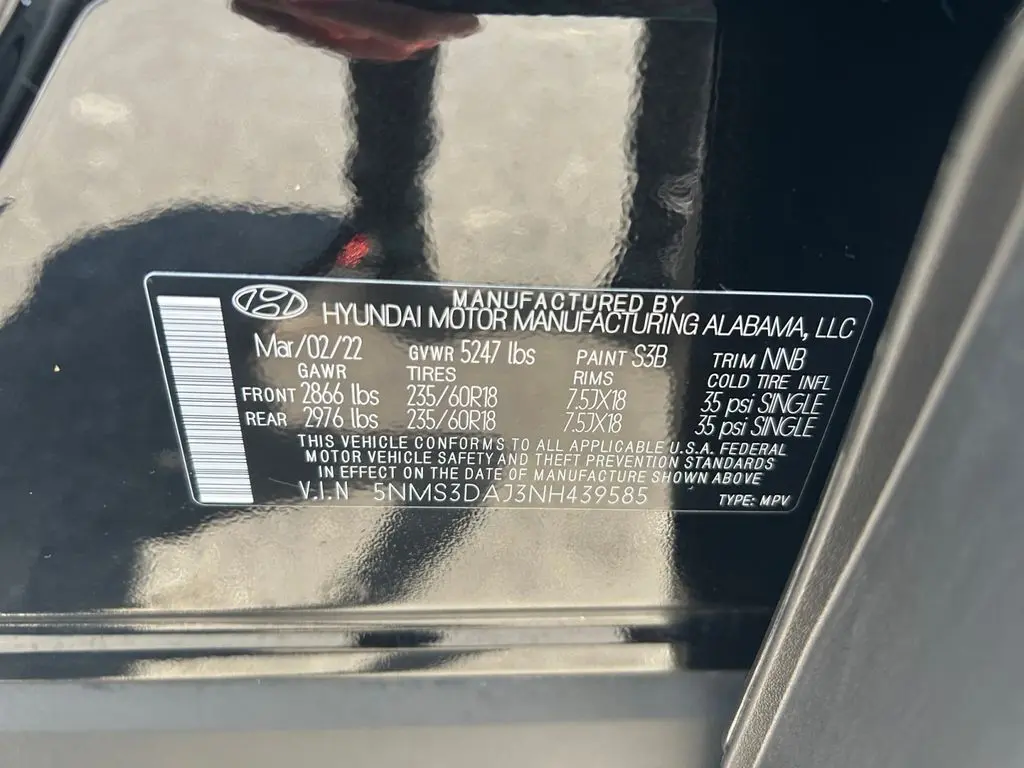 MANUFACTURED BY
HYUNDAI MOTOR MANUFACTURING ALABAMA, LLC
Mar/02/22 GVWR 5247 lbs PAINT S3B TRIM NNB
GAWR TIRES RIMS COLD TIRE INFL
FRONT 2866 lbs 235/60R18 7.5JX18 35 psi SINGLE
REAR 2976 lbs 235/60R18 7.5JX18 35 psi SINGLE
THIS VEHICLE CONFORMS TO ALL APPLICABLE U.S.A. FEDERAL
MOTOR VEHICLE SAFETY AND THEFT PREVENTION STANDARDS
IN EFFECT ON THE DATE OF MANUFACTURE SHOWN ABOVE
V.I.N 5NMS3DAJ3NH439585 TYPE: MPV